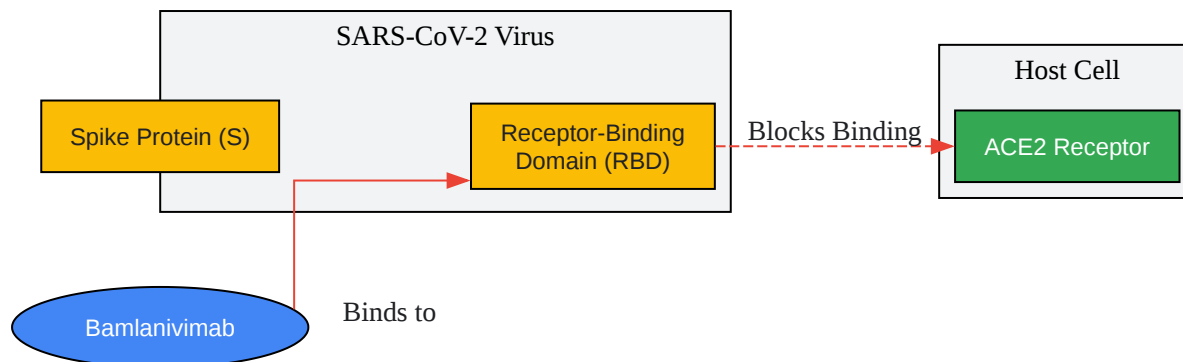 SARS-CoV-2 Virus
Host Cell
Spike Protein (S)
Receptor-Binding
Domain (RBD)
Blocks Binding
ACE2 Receptor
Bamlanivimab
Binds to